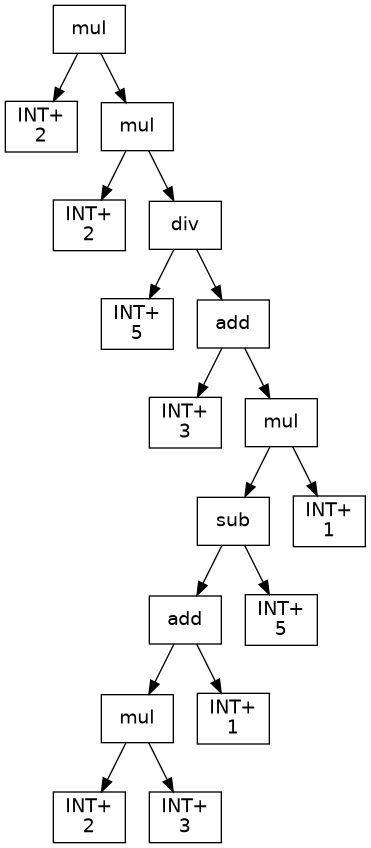 mul
INT+
2
mul
INT+
2
div
INT+
5
add
INT+
3
mul
sub
INT+
1
add
INT+
5
mul
INT+
1
INT+
2
INT+
3